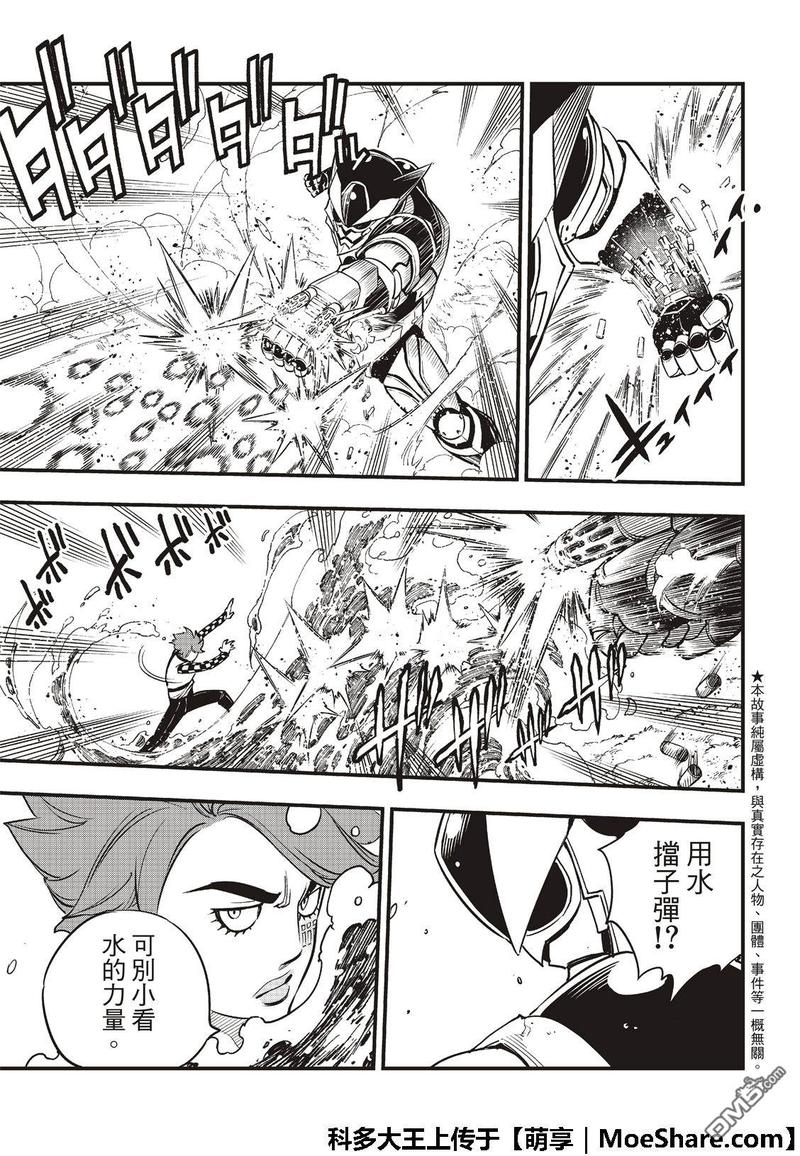 ギュイイイイ
ダダダダダダ
ガガガガ
ボボボボ
用水
擋子彈!?
可別小看
水的力量。
★本故事純屬虛構,與真實存在之人物、團體、事件等一概無關。
科多大王上传于【萌享|MoeShare.com】